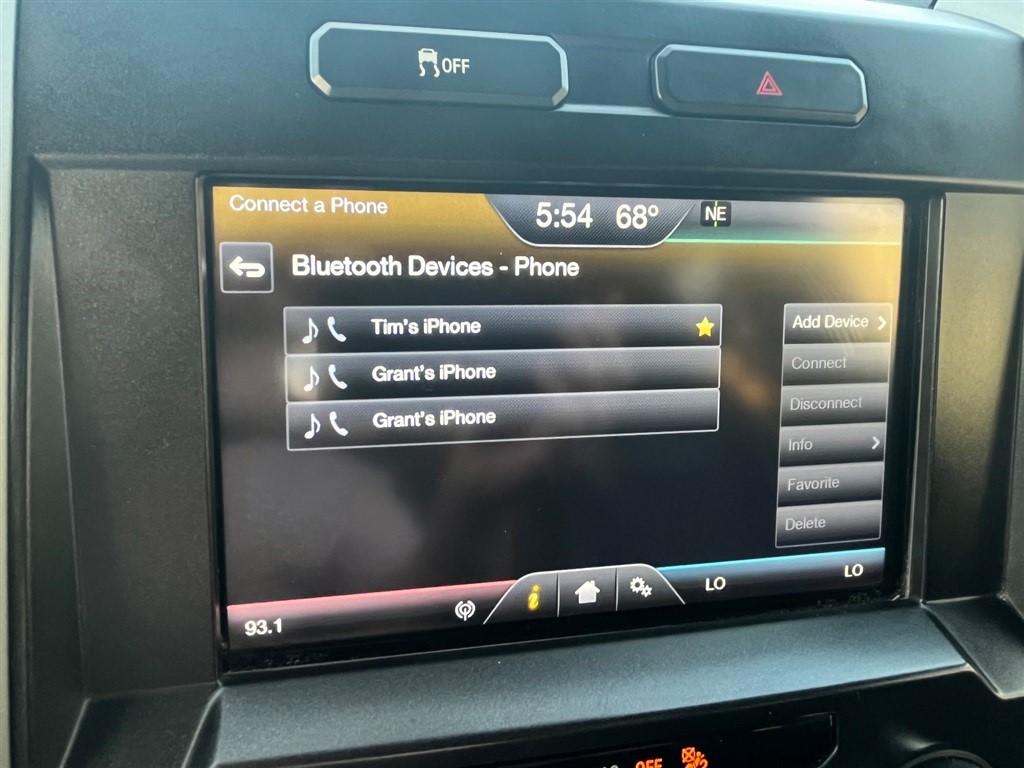 OFF
Connect a Phone
5:54 68° NE
Bluetooth Devices - Phone
Tim's iPhone
Grant's iPhone
Grant's iPhone
Add Device
Connect
Disconnect
Info
Favorite
Delete
93.1
LO
LO
OFF